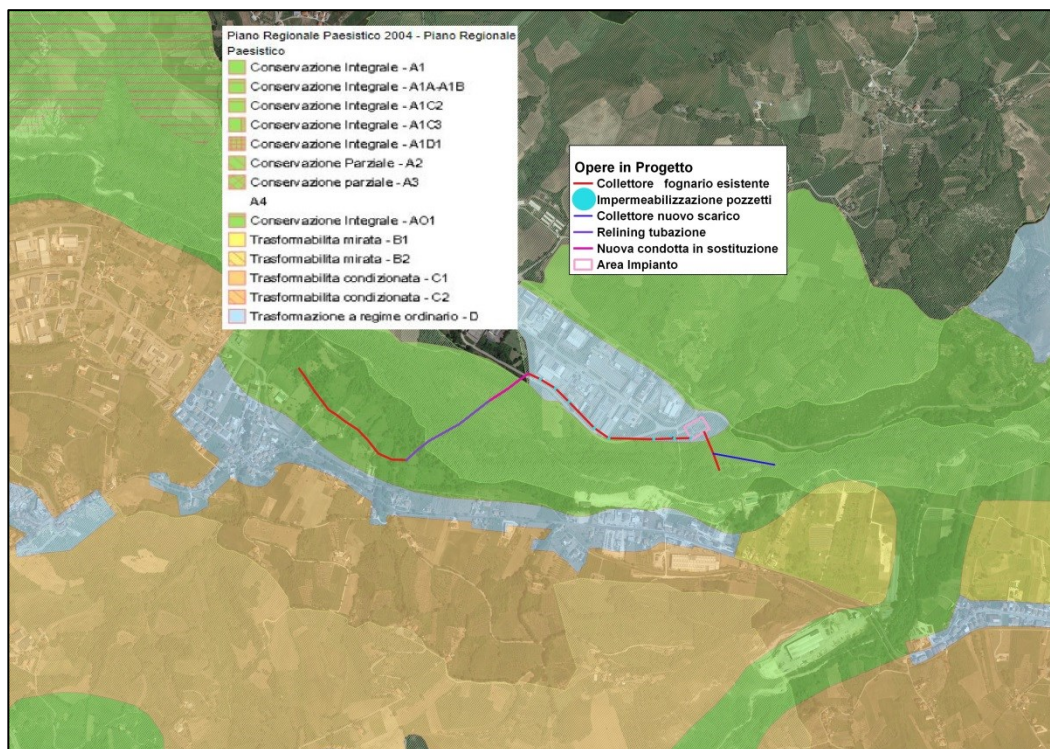 Piano Regionale Paesistico 2004 - Piano Regionale
Paesistico
Conservazione Integrale - A1
Conservazione Integrale - A1A-A1B
Conservazione Integrale - A1C2
Conservazione Integrale - A1C3
Conservazione Integrale - A1D1
Conservazione Parziale - A2
Conservazione parziale - A3
A4
Conservazione Integrale - AO1
Trasformabilita mirata - B1
Trasformabilita mirata - B2
Trasformabilita condizionata - C1
Trasformabilita condizionata - C2
Trasformazione a regime ordinario - D
Opere in Progetto
Collettore fognario esistente
Impermeabilizzazione pozzetti
Collettore nuovo scarico
Relining tubazione
Nuova condotta in sostituzione
Area Impianto